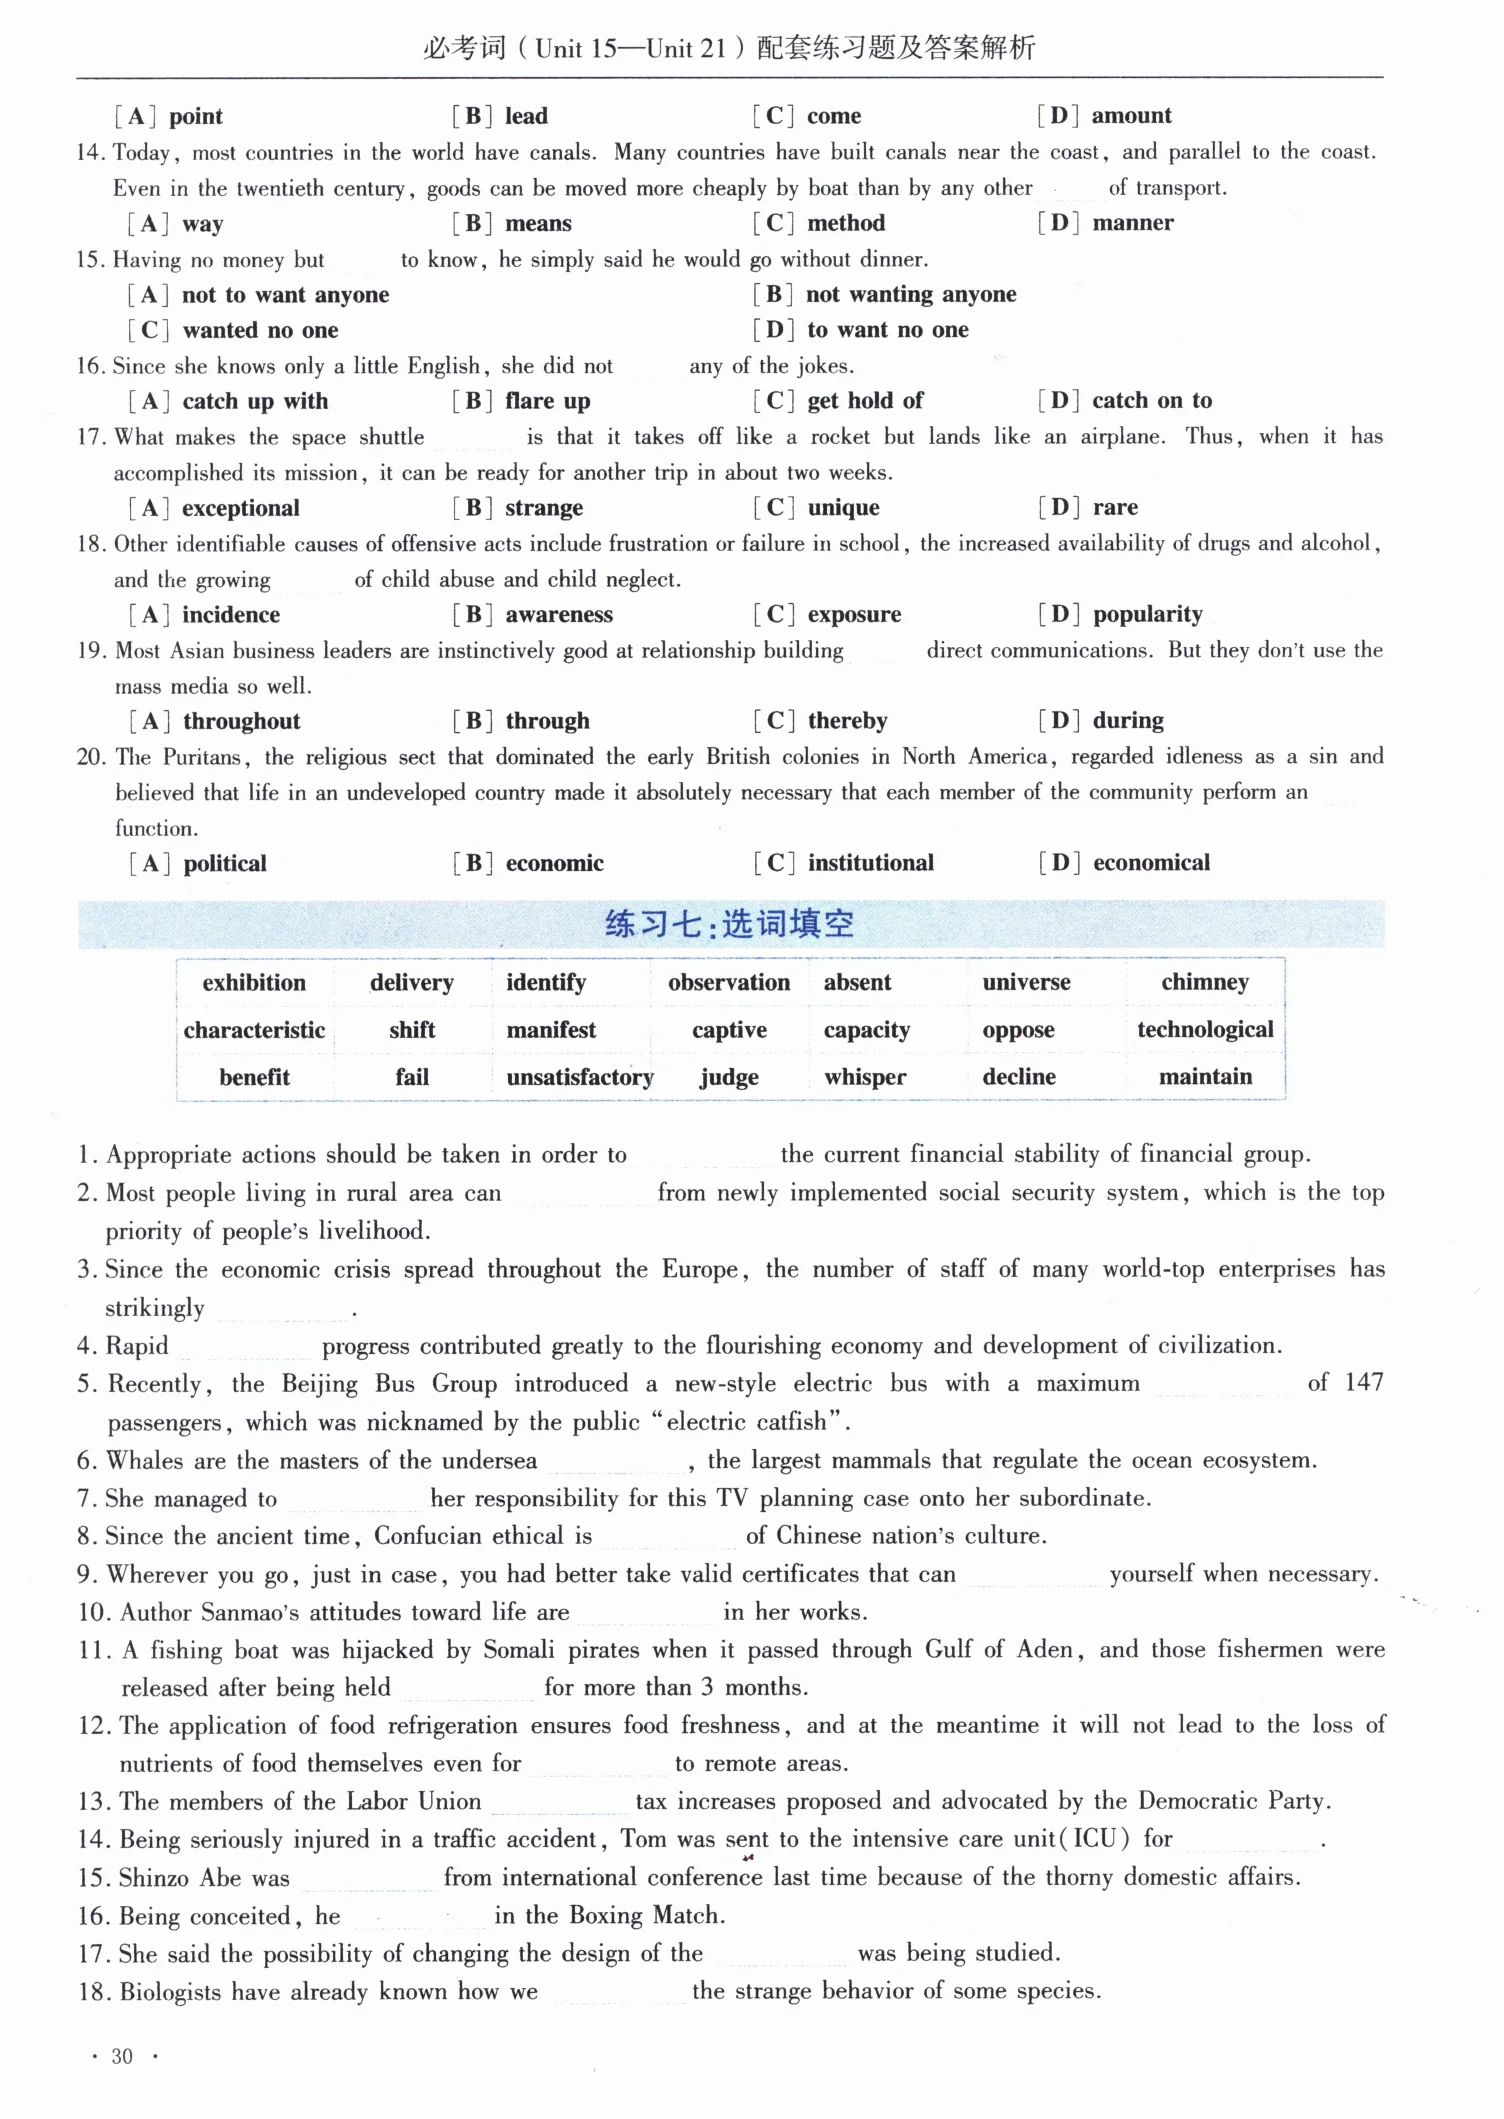 必考词（Unit 15—Unit 21）配套练习题及答案解析
[A] point [B] lead [C] come [D] amount
14. Today, most countries in the world have canals. Many countries have built canals near the coast, and parallel to the coast.
Even in the twentieth century, goods can be moved more cheaply by boat than by any other of transport.
[A] way [B] means [C] method [D] manner
15. Having no money but to know, he simply said he would go without dinner.
[A] not to want anyone [B] not wanting anyone
[C] wanted no one [D] to want no one
16. Since she knows only a little English, she did not any of the jokes.
[A] catch up with [B] flare up [C] get hold of [D] catch on to
17. What makes the space shuttle is that it takes off like a rocket but lands like an airplane. Thus, when it has
accomplished its mission, it can be ready for another trip in about two weeks.
[A] exceptional [B] strange [C] unique [D] rare
18. Other identifiable causes of offensive acts include frustration or failure in school, the increased availability of drugs and alcohol,
and the growing of child abuse and child neglect.
[A] incidence [B] awareness [C] exposure [D] popularity
19. Most Asian business leaders are instinctively good at relationship building direct communications. But they don't use the
mass media so well.
[A] throughout [B] through [C] thereby [D] during
20. The Puritans, the religious sect that dominated the early British colonies in North America, regarded idleness as a sin and
believed that life in an undeveloped country made it absolutely necessary that each member of the community perform an
function.
[A] political [B] economic [C] institutional [D] economical
练习七：选词填空
exhibition delivery identify observation absent universe chimney
characteristic shift manifest captive capacity oppose technological
benefit fail unsatisfactory judge whisper decline maintain
1. Appropriate actions should be taken in order to the current financial stability of financial group.
2. Most people living in rural area can from newly implemented social security system, which is the top
priority of people's livelihood.
3. Since the economic crisis spread throughout the Europe, the number of staff of many world-top enterprises has
strikingly .
4. Rapid progress contributed greatly to the flourishing economy and development of civilization.
5. Recently, the Beijing Bus Group introduced a new-style electric bus with a maximum of 147
passengers, which was nicknamed by the public “electric catfish”.
6. Whales are the masters of the undersea , the largest mammals that regulate the ocean ecosystem.
7. She managed to her responsibility for this TV planning case onto her subordinate.
8. Since the ancient time, Confucian ethical is of Chinese nation's culture.
9. Wherever you go, just in case, you had better take valid certificates that can yourself when necessary.
10. Author Sanmao's attitudes toward life are in her works.
11. A fishing boat was hijacked by Somali pirates when it passed through Gulf of Aden, and those fishermen were
released after being held for more than 3 months.
12. The application of food refrigeration ensures food freshness, and at the meantime it will not lead to the loss of
nutrients of food themselves even for to remote areas.
13. The members of the Labor Union tax increases proposed and advocated by the Democratic Party.
14. Being seriously injured in a traffic accident, Tom was sent to the intensive care unit(ICU) for .
15. Shinzo Abe was from international conference last time because of the thorny domestic affairs.
16. Being conceited, he in the Boxing Match.
17. She said the possibility of changing the design of the was being studied.
18. Biologists have already known how we the strange behavior of some species.
· 30 ·